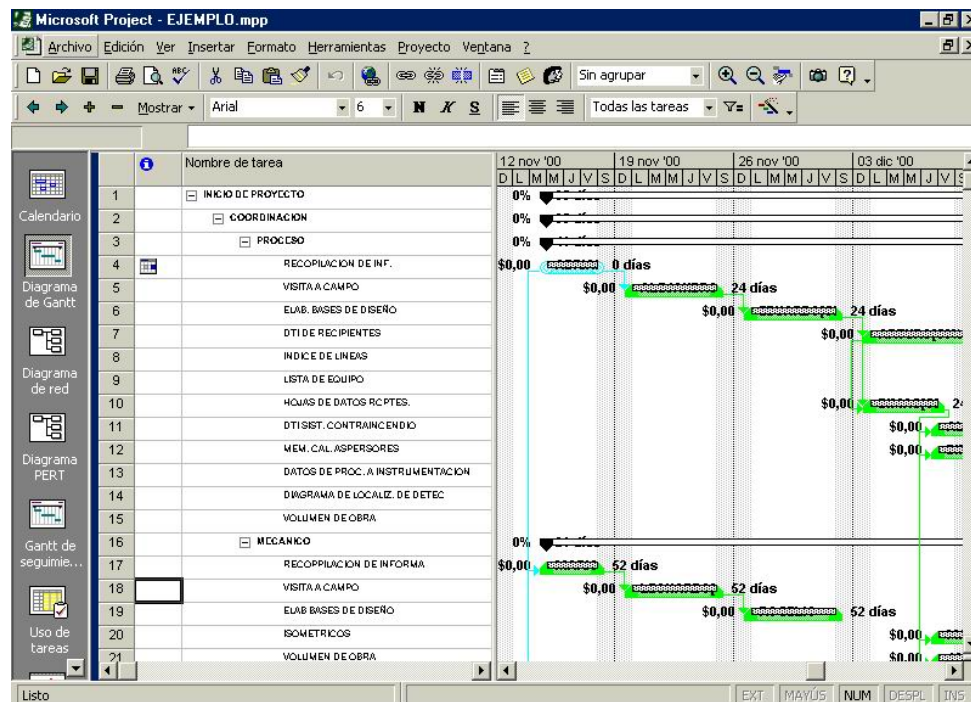 Microsoft Project - EJEMPLO.mpp
Archivo Edición Ver Insertar Formato Herramientas Proyecto Ventana ?
Sin agrupar
Mostrar Arial 6 N K S Todas las tareas
Nombre de tarea
12 nov '00 19 nov '00 26 nov '00 03 dic '00
D L M M J V S D L M M J V S D L M M J V S D L M M J V S
1 INICIO DE PROYECTO 0%
2 COORDINACION 0%
3 PROCESO 0%
4 RECOPILACION DE INF. $0,00 0 días
5 VISITA A CAMPO $0,00 24 días
6 ELAB. BASES DE DISEÑO $0,00 24 días
7 DTI DE RECIPIENTES $0,00
8 INDICE DE LINEAS
9 LISTA DE EQUIPO
10 HOJAS DE DATOS RCPTES. $0,00 24
11 DTI SIST. CONTRAINCENDIO $0,00
12 MEM. CAL. ASPERSORES $0,00
13 DATOS DE PROC. A INSTRUMENTACION
14 DIAGRAMA DE LOCALIZ. DE DETEC
15 VOLUMEN DE OBRA
16 MECANICO 0%
17 RECOPPILACION DE INFORMA $0,00 52 días
18 VISITA A CAMPO $0,00 52 días
19 ELAB BASES DE DISEÑO $0,00 52 días
20 ISOMETRICOS $0,00
21 VOLUMEN DE OBRA $0,00
Calendario
Diagrama de Gantt
Diagrama de red
Diagrama PERT
Gantt de seguimie...
Uso de tareas
Listo EXT MAYÚS NUM DESPL INS